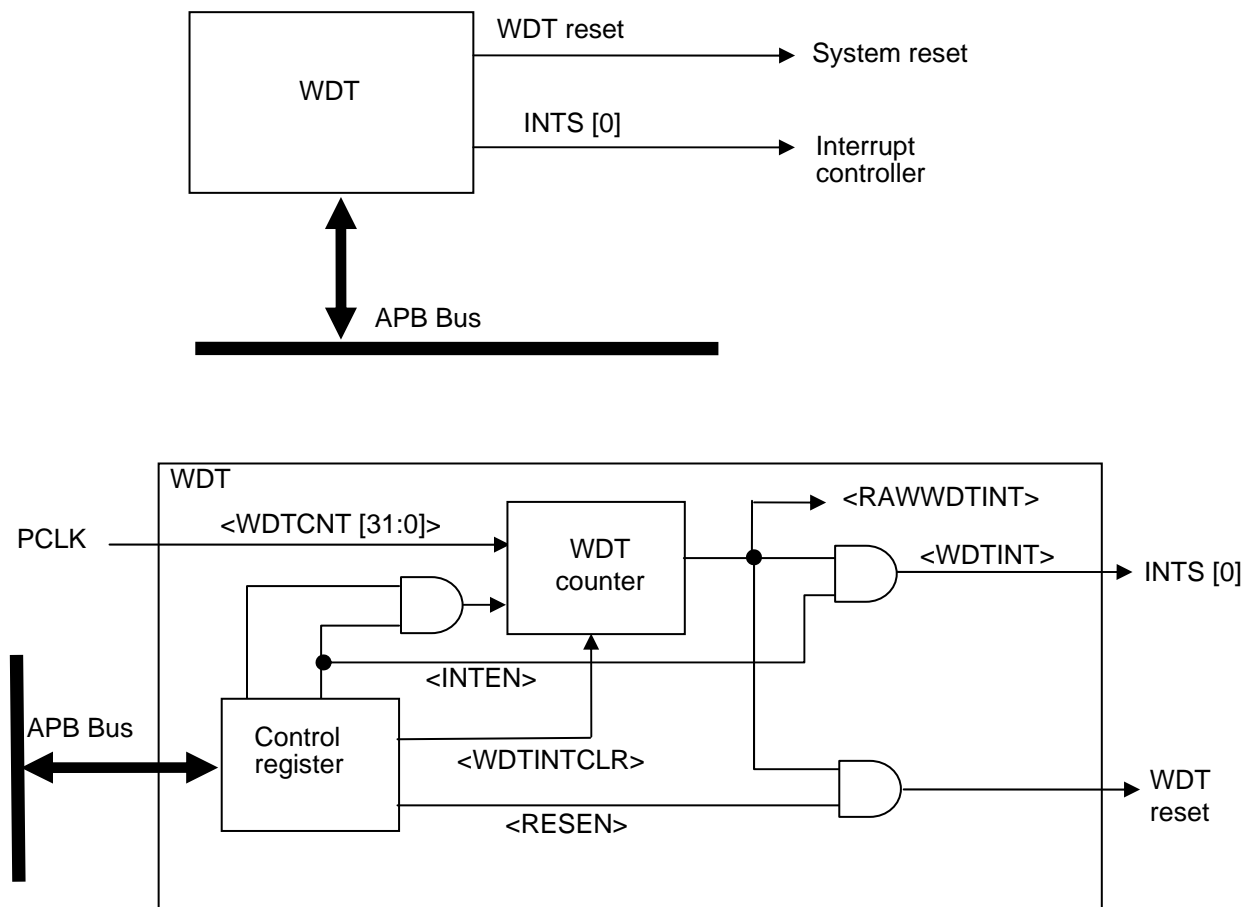 WDT reset
System reset
WDT
INTS [0]
Interrupt
controller
APB Bus
WDT
<RAWWDTINT>
<WDTCNT [31:0]>
PCLK
WDT
counter
<WDTINT>
INTS [0]
<INTEN>
APB Bus
Control
register
<WDTINTCLR>
WDT
reset
<RESEN>